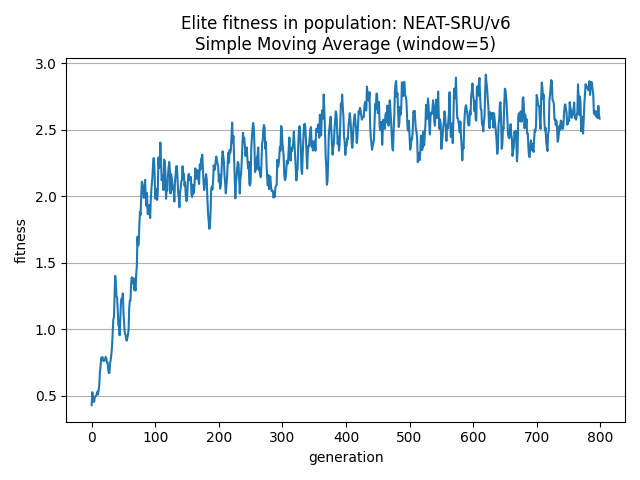 Elite fitness in population: NEAT-SRU/v6
Simple Moving Average (window=5)
3.0
2.5
2.0
1.5
1.0
0.5
fitness
0 100 200 300 400 500 600 700 800
generation